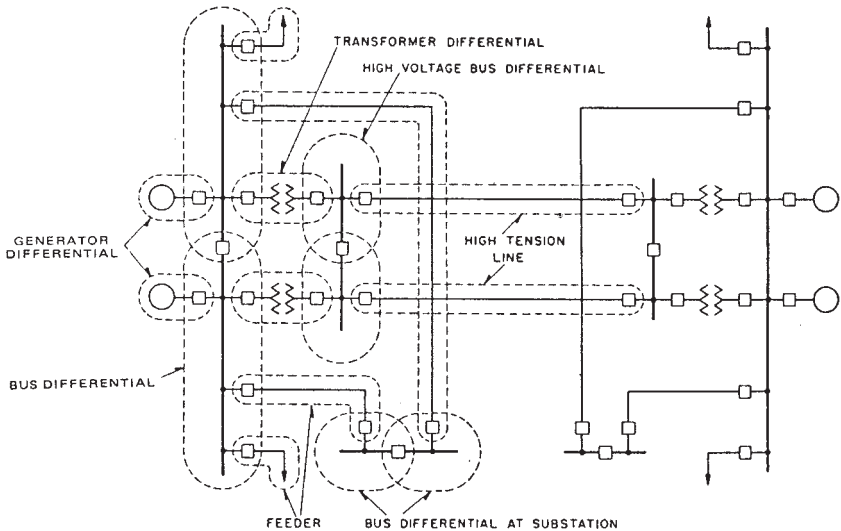 TRANSFORMER DIFFERENTIAL
HIGH VOLTAGE BUS DIFFERENTIAL
GENERATOR
DIFFERENTIAL
HIGH TENSION
LINE
BUS DIFFERENTIAL
FEEDER
BUS DIFFERENTIAL AT SUBSTATION